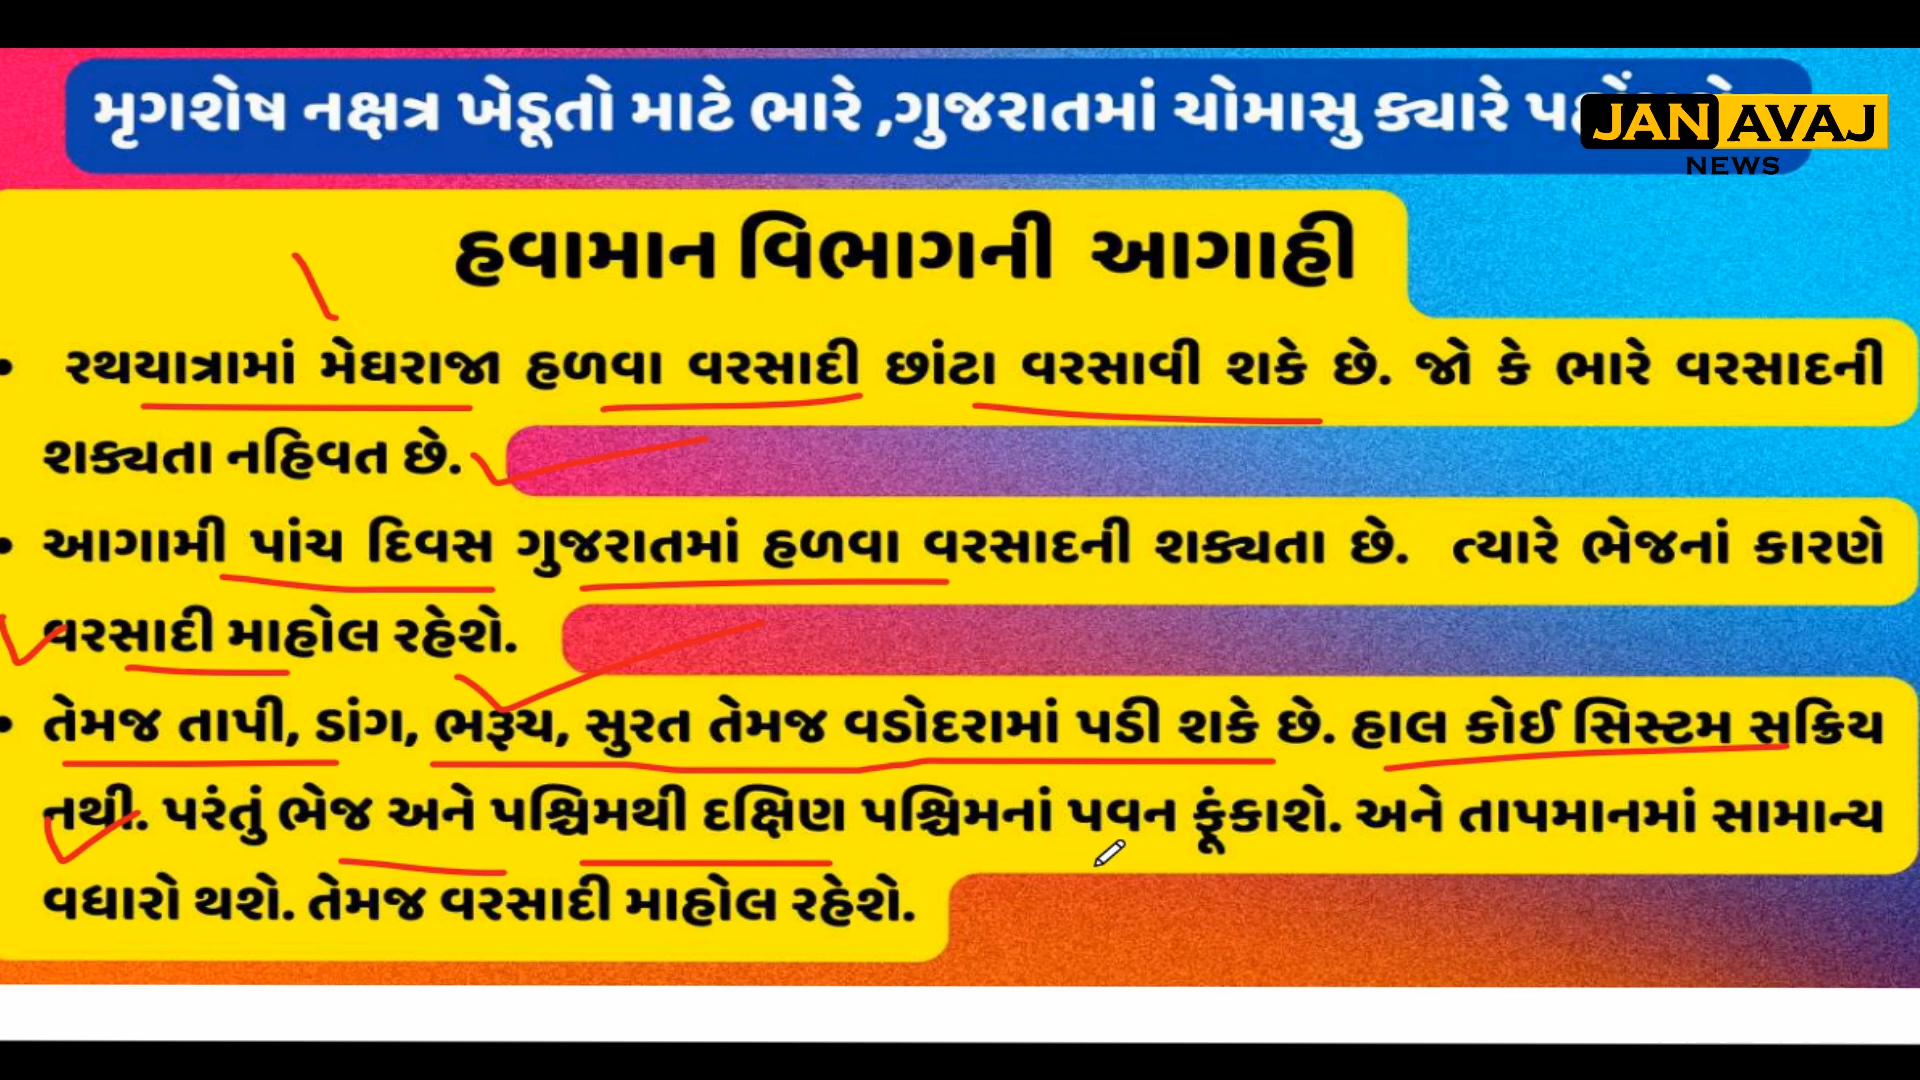 મૃગશેષ નક્ષત્ર ખેડૂતો માટે ભારે ,ગુજરાતમાં ચોમાસુ ક્યારે
JAN AVAJ
NEWS
હવામાન વિભાગની આગાહી
• રથયાત્રામાં મેઘરાજા હળવા વરસાદી છાંટા વરસાવી શકે છે. જો કે ભારે વરસાદની
શક્યતા નહિવત છે.
• આગામી પાંચ દિવસ ગુજરાતમાં હળવા વરસાદની શક્યતા છે. ત્યારે ભેજનાં કારણે
વરસાદી માહોલ રહેશે.
• તેમજ તાપી, ડાંગ, ભરૂચ, સુરત તેમજ વડોદરામાં પડી શકે છે. હાલ કોઈ સિસ્ટમ સક્રિય
નથી. પરંતું ભેજ અને પશ્ચિમથી દક્ષિણ પશ્ચિમનાં પવન ફૂંકાશે. અને તાપમાનમાં સામાન્ય
વધારો થશે. તેમજ વરસાદી માહોલ રહેશે.